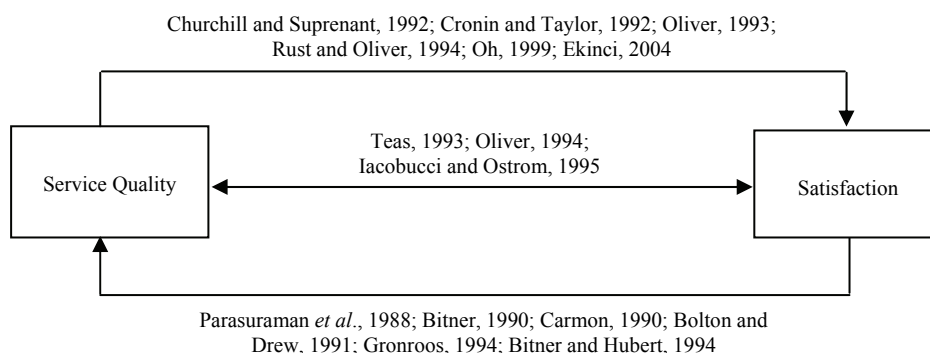 Churchill and Suprenant, 1992; Cronin and Taylor, 1992; Oliver, 1993;
Rust and Oliver, 1994; Oh, 1999; Ekinci, 2004
Teas, 1993; Oliver, 1994;
Iacobucci and Ostrom, 1995
Service Quality
Satisfaction
Parasuraman et al., 1988; Bitner, 1990; Carmon, 1990; Bolton and
Drew, 1991; Gronroos, 1994; Bitner and Hubert, 1994